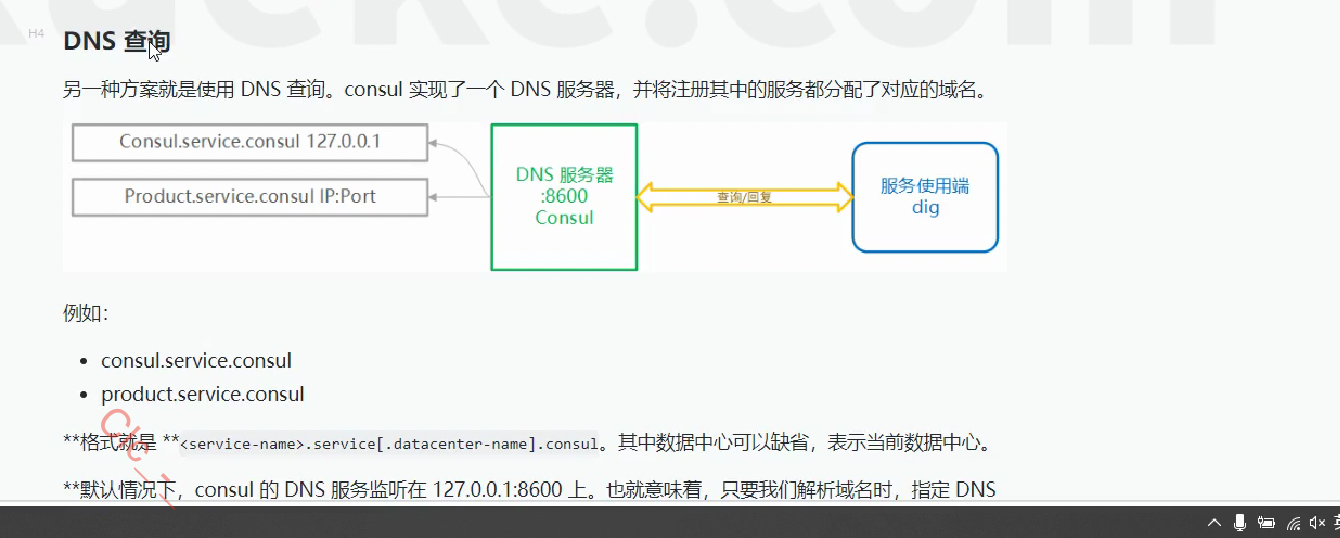 H4
DNS 查询
另一种方案就是使用 DNS 查询。consul 实现了一个 DNS 服务器，并将注册其中的服务都分配了对应的域名。
Consul.service.consul 127.0.0.1
Product.service.consul IP:Port
DNS 服务器
:8600
Consul
查询/回复
服务使用端
dig
例如：
consul.service.consul
product.service.consul
**格式就是 **<service-name>.service[.datacenter-name].consul。其中数据中心可以缺省，表示当前数据中心。
**默认情况下，consul 的 DNS 服务监听在 127.0.0.1:8600 上。也就意味着，只要我们解析域名时，指定 DNS